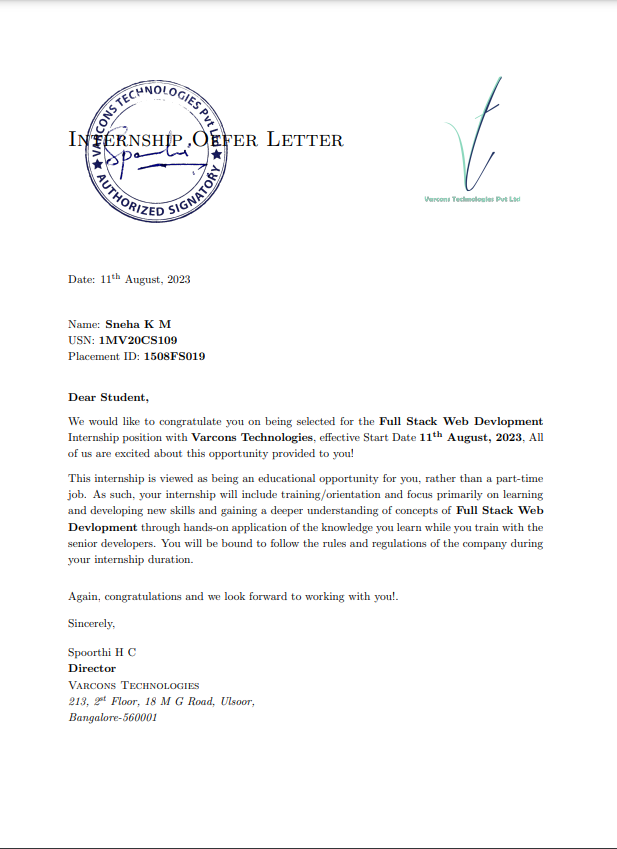 VARCONS TECHNOLOGIES Pvt Lt
AUTHORIZED SIGNATORY
INTERNSHIP OFFER LETTER
Varcons Technologies Pvt Ltd
Date: 11th August, 2023
Name: Sneha K M
USN: 1MV20CS109
Placement ID: 1508FS019
Dear Student,
We would like to congratulate you on being selected for the Full Stack Web Devlopment
Internship position with Varcons Technologies, effective Start Date 11th August, 2023, All
of us are excited about this opportunity provided to you!
This internship is viewed as being an educational opportunity for you, rather than a part-time
job. As such, your internship will include training/orientation and focus primarily on learning
and developing new skills and gaining a deeper understanding of concepts of Full Stack Web
Devlopment through hands-on application of the knowledge you learn while you train with the
senior developers. You will be bound to follow the rules and regulations of the company during
your internship duration.
Again, congratulations and we look forward to working with you!.
Sincerely,
Spoorthi H C
Director
VARCONS TECHNOLOGIES
213, 2st Floor, 18 M G Road, Ulsoor,
Bangalore-560001